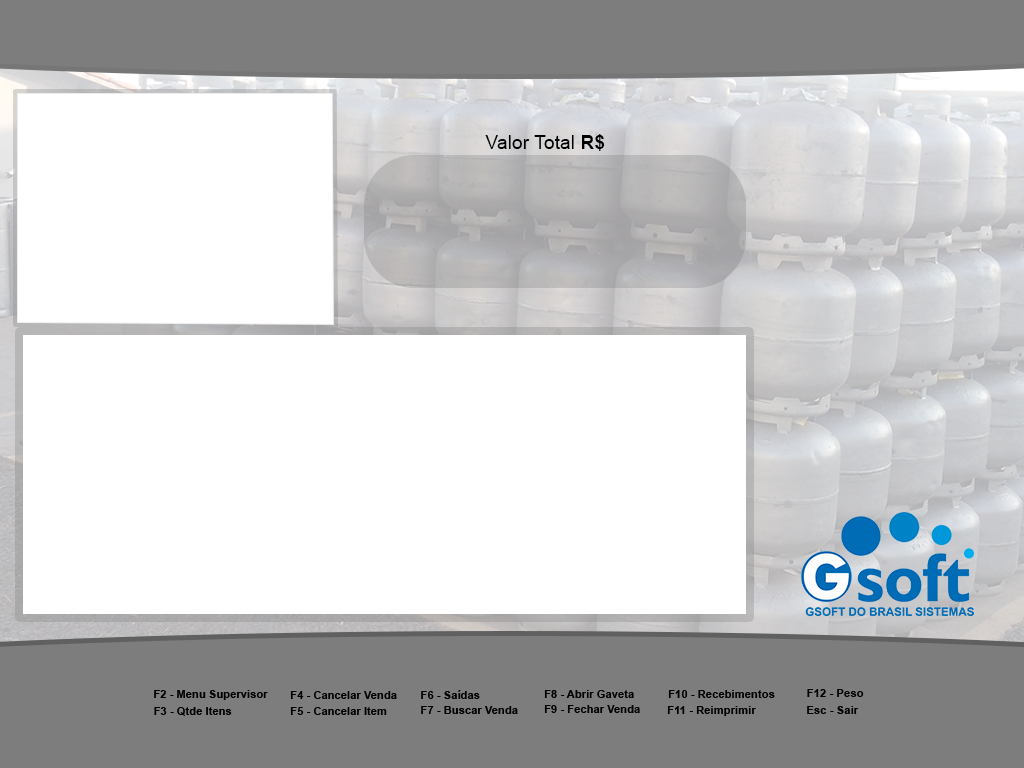 Valor Total R$
Gsoft
GSOFT DO BRASIL SISTEMAS
F2 - Menu Supervisor
F3 - Qtde Itens
F4 - Cancelar Venda
F5 - Cancelar Item
F6 - Saídas
F7 - Buscar Venda
F8 - Abrir Gaveta
F9 - Fechar Venda
F10 - Recebimentos
F11 - Reimprimir
F12 - Peso
Esc - Sair